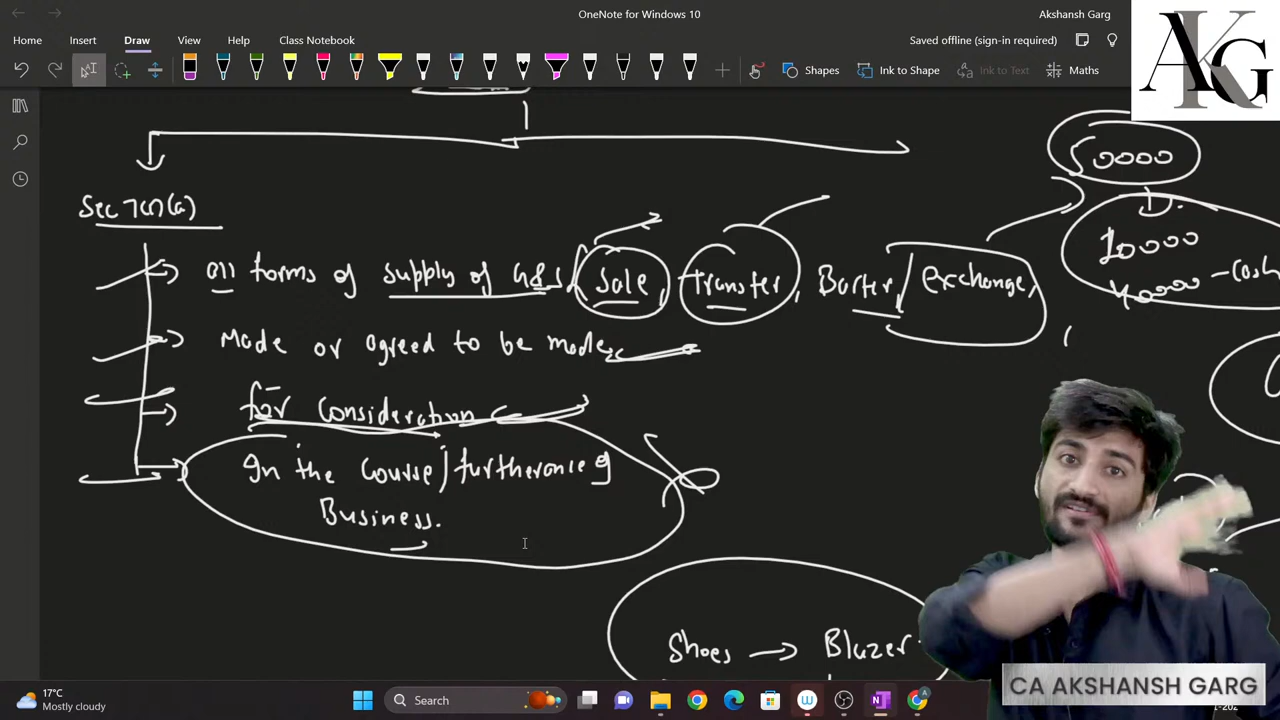 OneNote for Windows 10
Akshansh Garg
Home Insert Draw View Help Class Notebook
Saved offline (sign-in required)
Shapes Ink to Shape Ink to Text Maths
AKG
50000
Sec 7(1)(a)
10000
all forms of supply of G&S, Sale, Transfer, Barter/exchange,
40000 - Cash
Made or agreed to be made
for Consideration
In the Course/furtherance of
Business.
Shoes → Blazer
CA AKSHANSH GARG
17°C
Mostly cloudy
Search